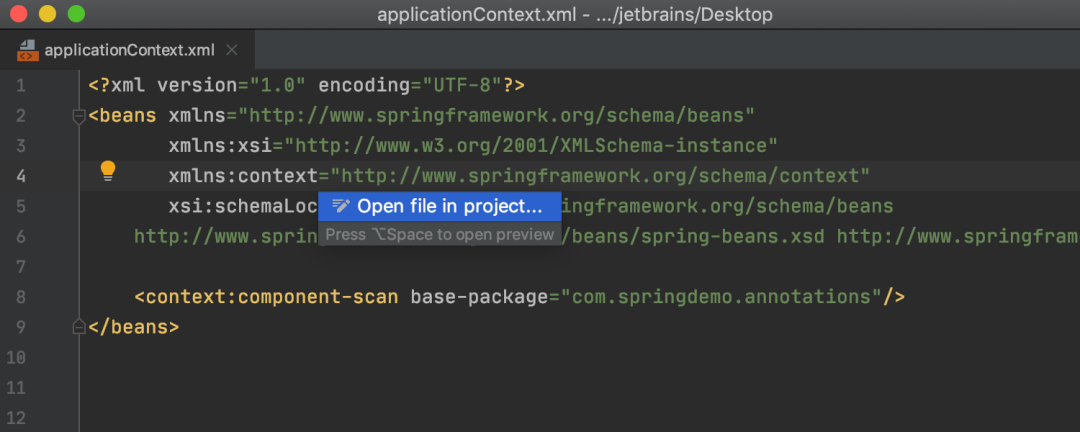 applicationContext.xml - .../jetbrains/Desktop
applicationContext.xml
1 <?xml version="1.0" encoding="UTF-8"?>
2 <beans xmlns="http://www.springframework.org/schema/beans"
3 xmlns:xsi="http://www.w3.org/2001/XMLSchema-instance"
4 xmlns:context="http://www.springframework.org/schema/context"
5 xsi:schemaLoc ingframework.org/schema/beans
Open file in project...
6 http://www.sprin /beans/spring-beans.xsd http://www.springfram
Press ⌥Space to open preview
7
8 <context:component-scan base-package="com.springdemo.annotations"/>
9 </beans>
10
11
12